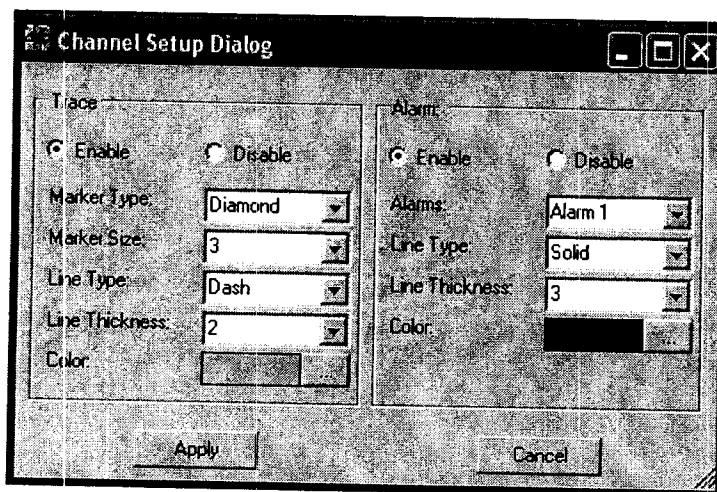 Channel Setup Dialog
Trace
Enable
Disable
Marker Type:
Diamond
Marker Size:
3
Line Type:
Dash
Line Thickness:
2
Color:
...
Alarm
Enable
Disable
Alarms:
Alarm 1
Line Type
Solid
Line Thickness:
3
Color:
...
Apply
Cancel